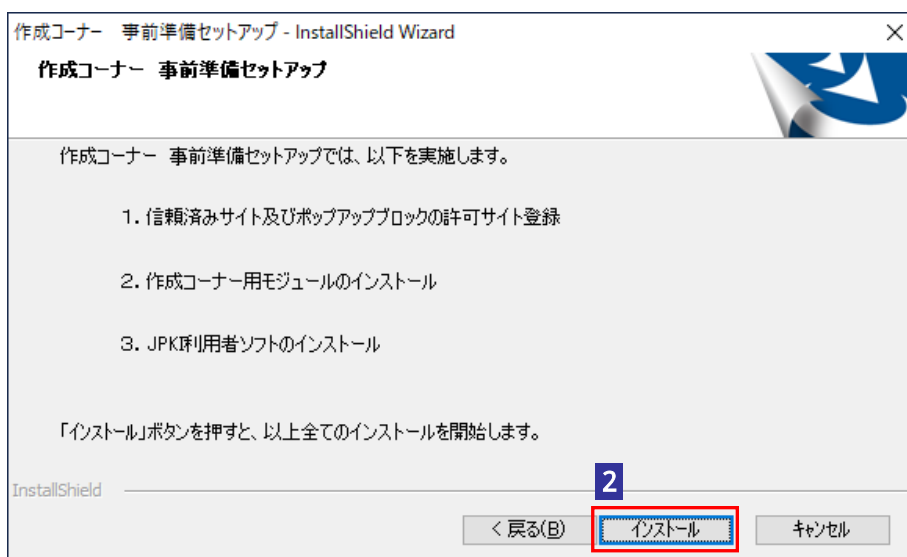 作成コーナー　事前準備セットアップ - InstallShield Wizard
作成コーナー 事前準備セットアップ
作成コーナー 事前準備セットアップでは、以下を実施します。
1. 信頼済みサイト及びポップアップブロックの許可サイト登録
2. 作成コーナー用モジュールのインストール
3. JPKI利用者ソフトのインストール
「インストール」ボタンを押すと、以上全てのインストールを開始します。
2
InstallShield
< 戻る(B) インストール キャンセル